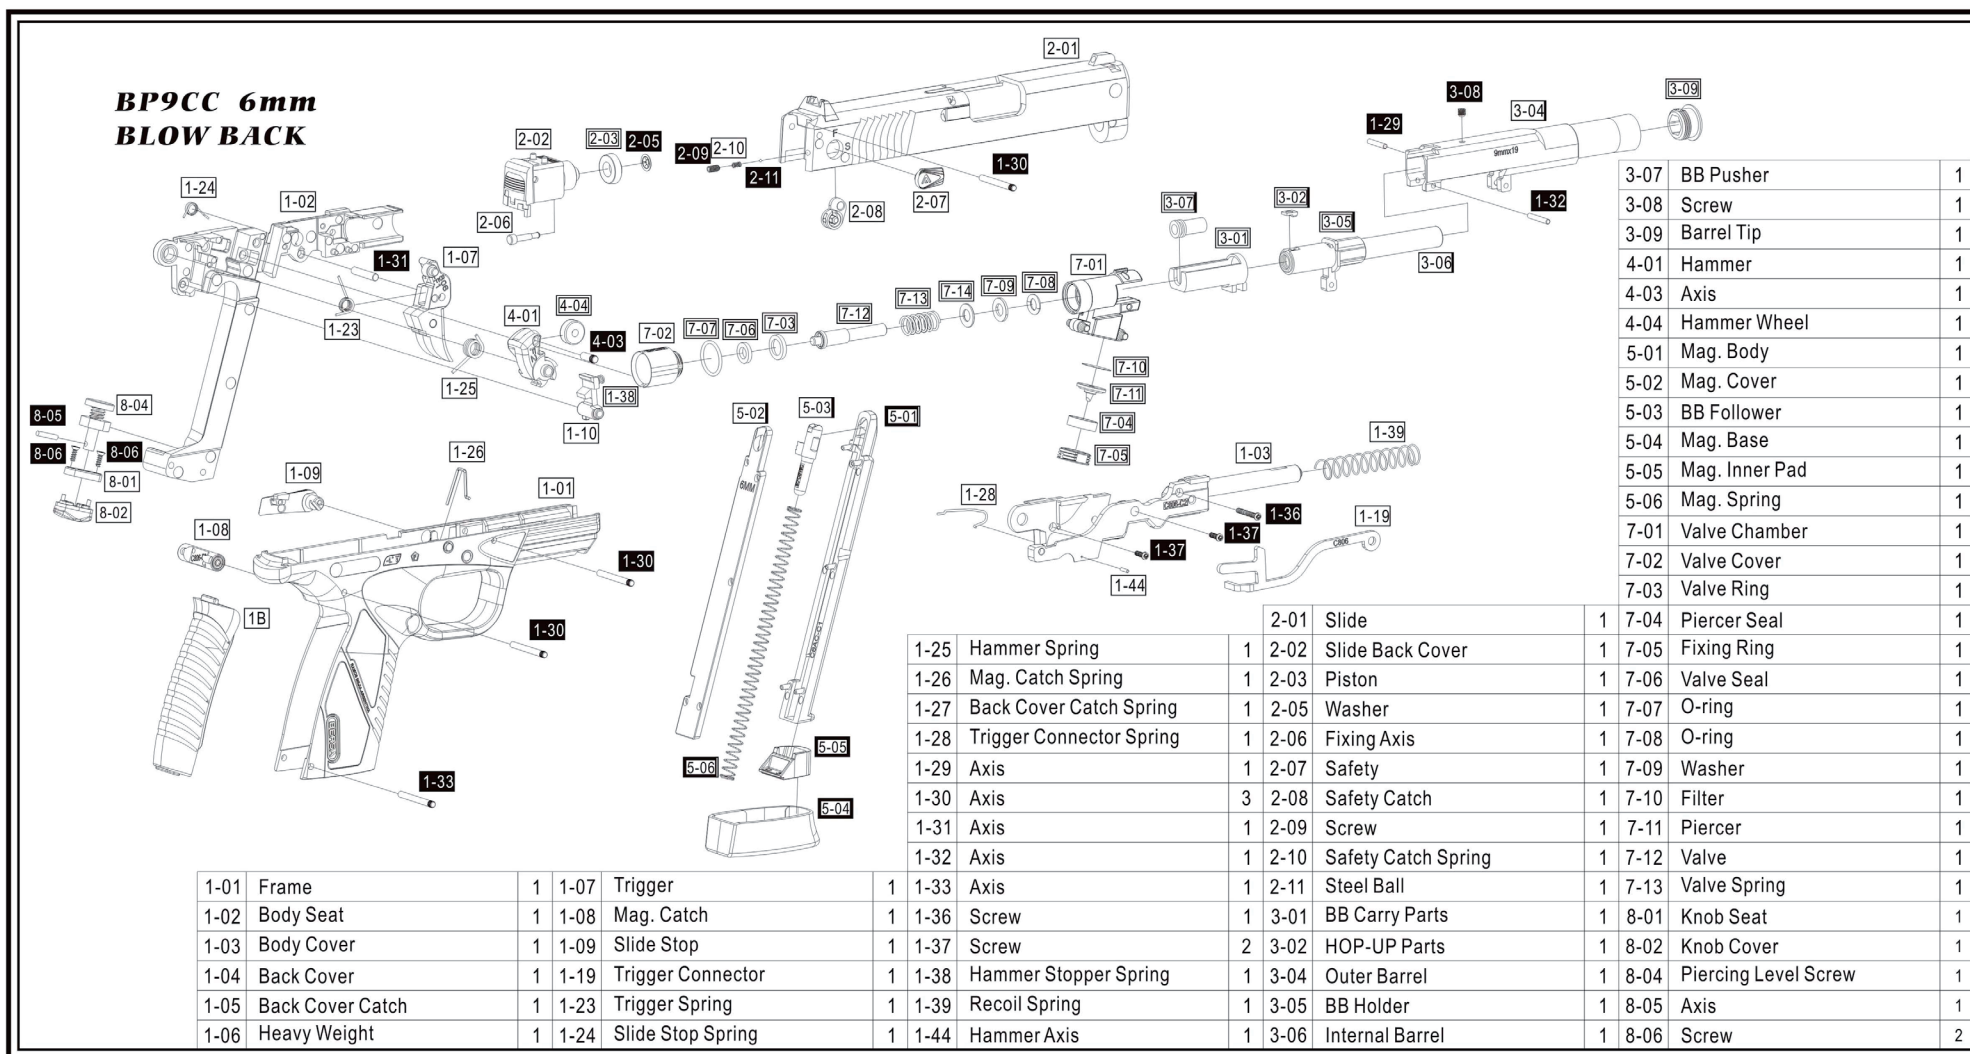 BP9CC 6mm
BLOW BACK
2-01
2-02
2-03
2-05
2-09
2-10
2-11
F
S
1-30
2-07
2-08
2-06
3-08
3-04
3-09
1-29
9mmx19
1-32
3-07
3-02
3-05
3-01
3-06
1-24
1-02
1-31
1-07
1-23
4-01
4-04
4-03
1-25
1-38
1-10
7-02
7-07
7-06
7-03
7-12
7-13
7-14
7-09
7-08
7-01
7-10
7-11
7-04
7-05
8-04
8-05
8-06
8-06
8-01
8-02
1-26
1-09
1-01
1-08
1B
1-30
1-30
1-33
5-02
5-03
5-01
6MM
5-05
5-06
5-04
1-39
1-03
1-28
1-36
1-37
1-37
1-19
C606
1-44
3-07 BB Pusher 1
3-08 Screw 1
3-09 Barrel Tip 1
4-01 Hammer 1
4-03 Axis 1
4-04 Hammer Wheel 1
5-01 Mag. Body 1
5-02 Mag. Cover 1
5-03 BB Follower 1
5-04 Mag. Base 1
5-05 Mag. Inner Pad 1
5-06 Mag. Spring 1
7-01 Valve Chamber 1
7-02 Valve Cover 1
7-03 Valve Ring 1
2-01 Slide 1 7-04 Piercer Seal 1
1-25 Hammer Spring 1 2-02 Slide Back Cover 1 7-05 Fixing Ring 1
1-26 Mag. Catch Spring 1 2-03 Piston 1 7-06 Valve Seal 1
1-27 Back Cover Catch Spring 1 2-05 Washer 1 7-07 O-ring 1
1-28 Trigger Connector Spring 1 2-06 Fixing Axis 1 7-08 O-ring 1
1-29 Axis 1 2-07 Safety 1 7-09 Washer 1
1-30 Axis 3 2-08 Safety Catch 1 7-10 Filter 1
1-31 Axis 1 2-09 Screw 1 7-11 Piercer 1
1-32 Axis 1 2-10 Safety Catch Spring 1 7-12 Valve 1
1-01 Frame 1 1-07 Trigger 1 1-33 Axis 1 2-11 Steel Ball 1 7-13 Valve Spring 1
1-02 Body Seat 1 1-08 Mag. Catch 1 1-36 Screw 1 3-01 BB Carry Parts 1 8-01 Knob Seat 1
1-03 Body Cover 1 1-09 Slide Stop 1 1-37 Screw 2 3-02 HOP-UP Parts 1 8-02 Knob Cover 1
1-04 Back Cover 1 1-19 Trigger Connector 1 1-38 Hammer Stopper Spring 1 3-04 Outer Barrel 1 8-04 Piercing Level Screw 1
1-05 Back Cover Catch 1 1-23 Trigger Spring 1 1-39 Recoil Spring 1 3-05 BB Holder 1 8-05 Axis 1
1-06 Heavy Weight 1 1-24 Slide Stop Spring 1 1-44 Hammer Axis 1 3-06 Internal Barrel 1 8-06 Screw 2